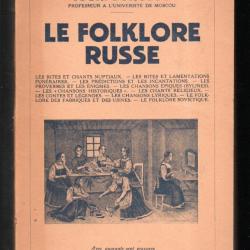 PROFESSEUR A L'UNIVERSITÉ DE MOSCOU
LE FOLKLORE
RUSSE
LES RITES ET CHANTS NUPTIAUX. — LES RITES ET LAMENTATIONS
FUNÉRAIRES. — LES PRÉDICTIONS ET LES INCANTATIONS. — LES
PROVERBES ET LES ÉNIGMES. — LES CHANSONS ÉPIQUES (BYLINES).
LES « CHANSONS HISTORIQUES ». — LES CHANTS RELIGIEUX. —
LES CONTES ET LÉGENDES. — LES CHANSONS LYRIQUES. — LE FOLK-
LORE DES FABRIQUES ET DES USINES. — LE FOLKLORE SOVIÉTIQUE.